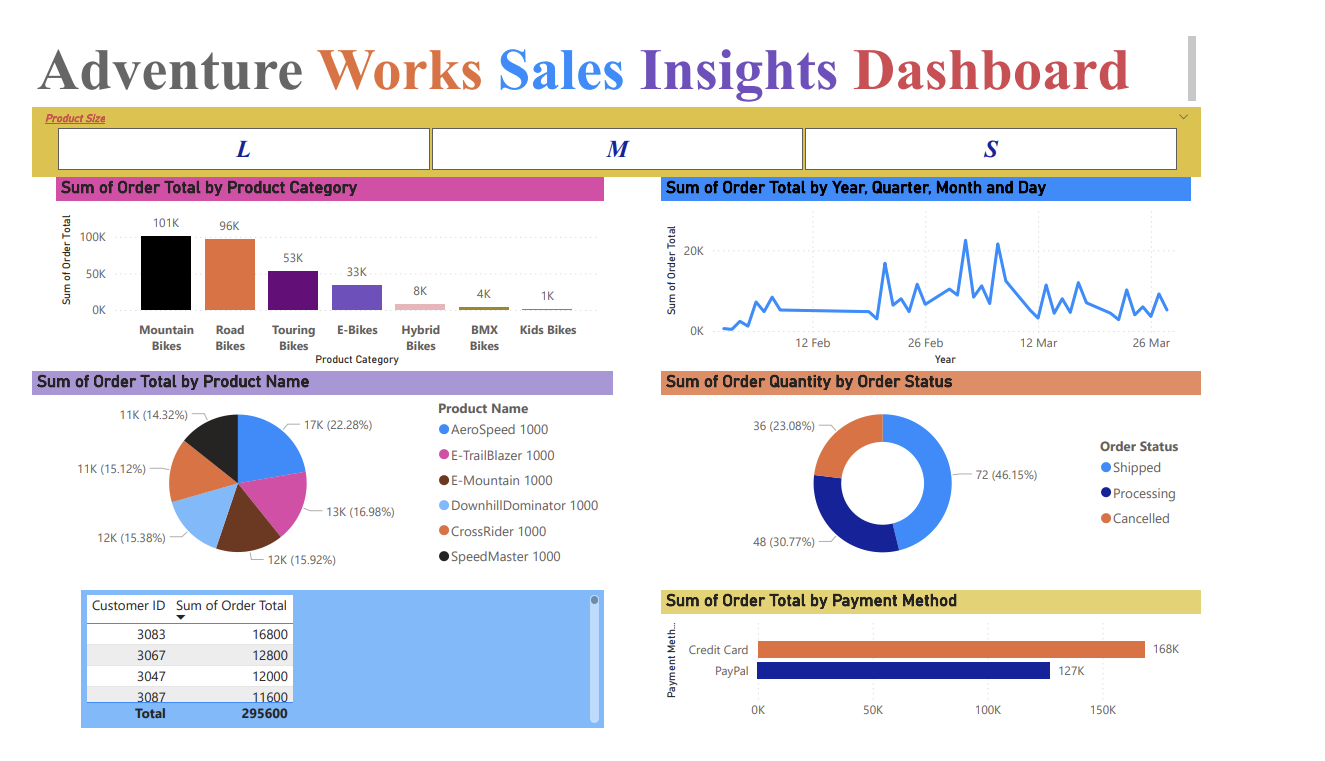 Adventure Works Sales Insights Dashboard
Product Size
L M S
Sum of Order Total by Product Category
Sum of Order Total
100K
50K
0K
101K
96K
53K
33K
8K
4K
1K
Mountain Bikes
Road Bikes
Touring Bikes
E-Bikes
Hybrid Bikes
BMX Bikes
Kids Bikes
Product Category
Sum of Order Total by Year, Quarter, Month and Day
Sum of Order Total
20K
0K
12 Feb
26 Feb
12 Mar
26 Mar
Year
Sum of Order Total by Product Name
11K (14.32%)
17K (22.28%)
11K (15.12%)
13K (16.98%)
12K (15.38%)
12K (15.92%)
Product Name
AeroSpeed 1000
E-TrailBlazer 1000
E-Mountain 1000
DownhillDominator 1000
CrossRider 1000
SpeedMaster 1000
Sum of Order Quantity by Order Status
36 (23.08%)
72 (46.15%)
48 (30.77%)
Order Status
Shipped
Processing
Cancelled
Customer ID Sum of Order Total
3083 16800
3067 12800
3047 12000
3087 11600
Total 295600
Sum of Order Total by Payment Method
Payment Meth...
Credit Card 168K
PayPal 127K
0K 50K 100K 150K